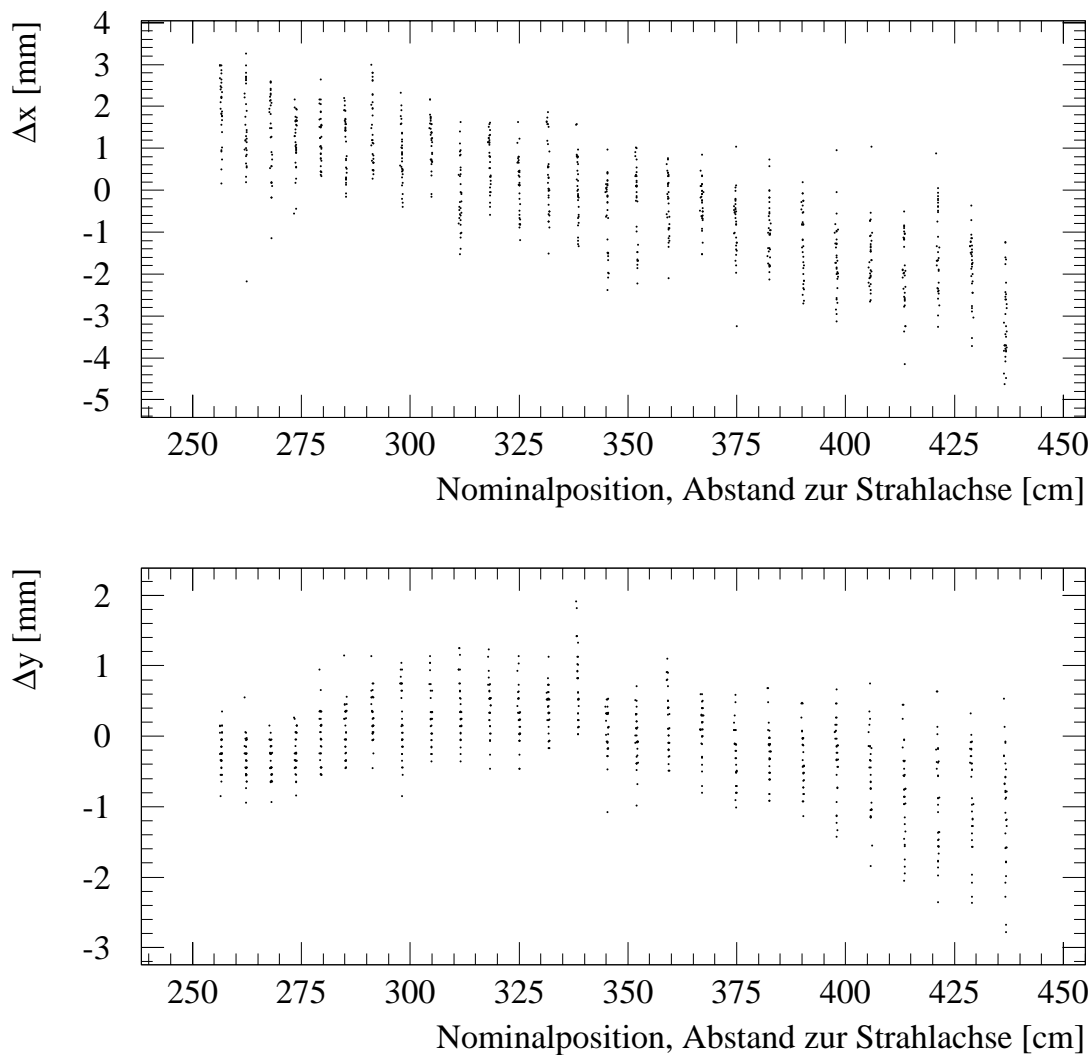 Δx [mm]
4
3
2
1
0
-1
-2
-3
-4
-5
250 275 300 325 350 375 400 425 450
Nominalposition, Abstand zur Strahlachse [cm]
Δy [mm]
2
1
0
-1
-2
-3
250 275 300 325 350 375 400 425 450
Nominalposition, Abstand zur Strahlachse [cm]